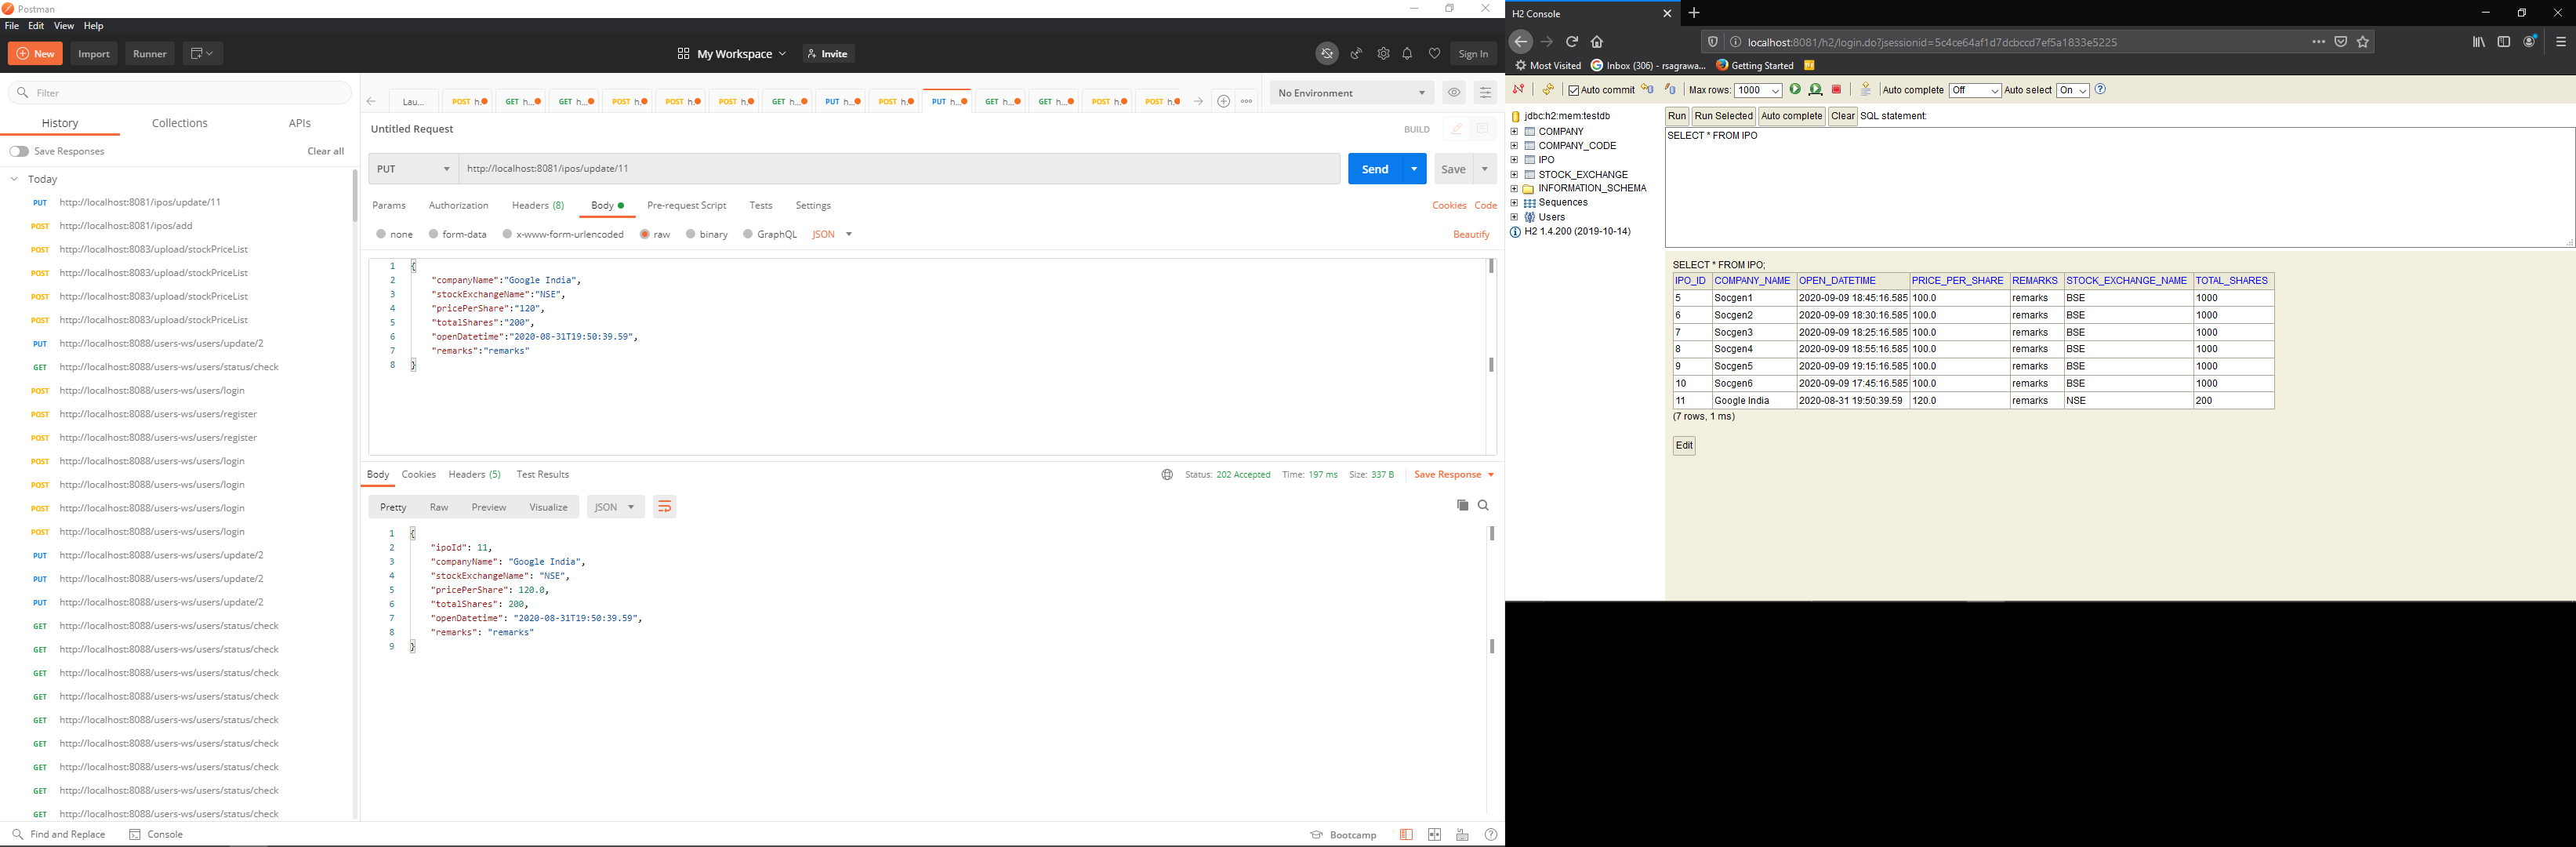 Postman
File Edit View Help
New Import Runner My Workspace Invite Sign In
Filter
History Collections APIs
Save Responses Clear all
Today
PUT http://localhost:8081/ipos/update/11
POST http://localhost:8081/ipos/add
POST http://localhost:8083/upload/stockPriceList
POST http://localhost:8083/upload/stockPriceList
POST http://localhost:8083/upload/stockPriceList
POST http://localhost:8083/upload/stockPriceList
PUT http://localhost:8088/users-ws/users/update/2
GET http://localhost:8088/users-ws/users/status/check
POST http://localhost:8088/users-ws/users/login
POST http://localhost:8088/users-ws/users/register
POST http://localhost:8088/users-ws/users/register
POST http://localhost:8088/users-ws/users/login
POST http://localhost:8088/users-ws/users/login
POST http://localhost:8088/users-ws/users/login
POST http://localhost:8088/users-ws/users/login
PUT http://localhost:8088/users-ws/users/update/2
PUT http://localhost:8088/users-ws/users/update/2
PUT http://localhost:8088/users-ws/users/update/2
GET http://localhost:8088/users-ws/users/status/check
GET http://localhost:8088/users-ws/users/status/check
GET http://localhost:8088/users-ws/users/status/check
GET http://localhost:8088/users-ws/users/status/check
GET http://localhost:8088/users-ws/users/status/check
GET http://localhost:8088/users-ws/users/status/check
GET http://localhost:8088/users-ws/users/status/check
GET http://localhost:8088/users-ws/users/status/check
GET http://localhost:8088/users-ws/users/status/check
Find and Replace Console
Lau... POST h. GET h... GET h... POST h. POST h. POST h. GET h... PUT h... POST h. PUT h... GET h... GET h... POST h. POST h. No Environment
Untitled Request BUILD
PUT http://localhost:8081/ipos/update/11 Send Save
Params Authorization Headers (8) Body Pre-request Script Tests Settings Cookies Code
none form-data x-www-form-urlencoded raw binary GraphQL JSON Beautify
1 {
2 "companyName":"Google India",
3 "stockExchangeName":"NSE",
4 "pricePerShare":"120",
5 "totalShares":"200",
6 "openDatetime":"2020-08-31T19:50:39.59",
7 "remarks":"remarks"
8 }
Body Cookies Headers (5) Test Results Status: 202 Accepted Time: 197 ms Size: 337 B Save Response
Pretty Raw Preview Visualize JSON
1 {
2 "ipoId": 11,
3 "companyName": "Google India",
4 "stockExchangeName": "NSE",
5 "pricePerShare": 120.0,
6 "totalShares": 200,
7 "openDatetime": "2020-08-31T19:50:39.59",
8 "remarks": "remarks"
9 }
Bootcamp
H2 Console
localhost:8081/h2/login.do?jsessionid=5c4ce64af1d7dcbccd7ef5a1833e5225
Most Visited Inbox (306) - rsagrawa... Getting Started
Auto commit Max rows: 1000 Auto complete Off Auto select On
jdbc:h2:mem:testdb
COMPANY
COMPANY_CODE
IPO
STOCK_EXCHANGE
INFORMATION_SCHEMA
Sequences
Users
H2 1.4.200 (2019-10-14)
Run Run Selected Auto complete Clear SQL statement:
SELECT * FROM IPO
SELECT * FROM IPO;
IPO_ID COMPANY_NAME OPEN_DATETIME PRICE_PER_SHARE REMARKS STOCK_EXCHANGE_NAME TOTAL_SHARES
5 Socgen1 2020-09-09 18:45:16.585 100.0 remarks BSE 1000
6 Socgen2 2020-09-09 18:30:16.585 100.0 remarks BSE 1000
7 Socgen3 2020-09-09 18:25:16.585 100.0 remarks BSE 1000
8 Socgen4 2020-09-09 18:55:16.585 100.0 remarks BSE 1000
9 Socgen5 2020-09-09 19:15:16.585 100.0 remarks BSE 1000
10 Socgen6 2020-09-09 17:45:16.585 100.0 remarks BSE 1000
11 Google India 2020-08-31 19:50:39.59 120.0 remarks NSE 200
(7 rows, 1 ms)
Edit